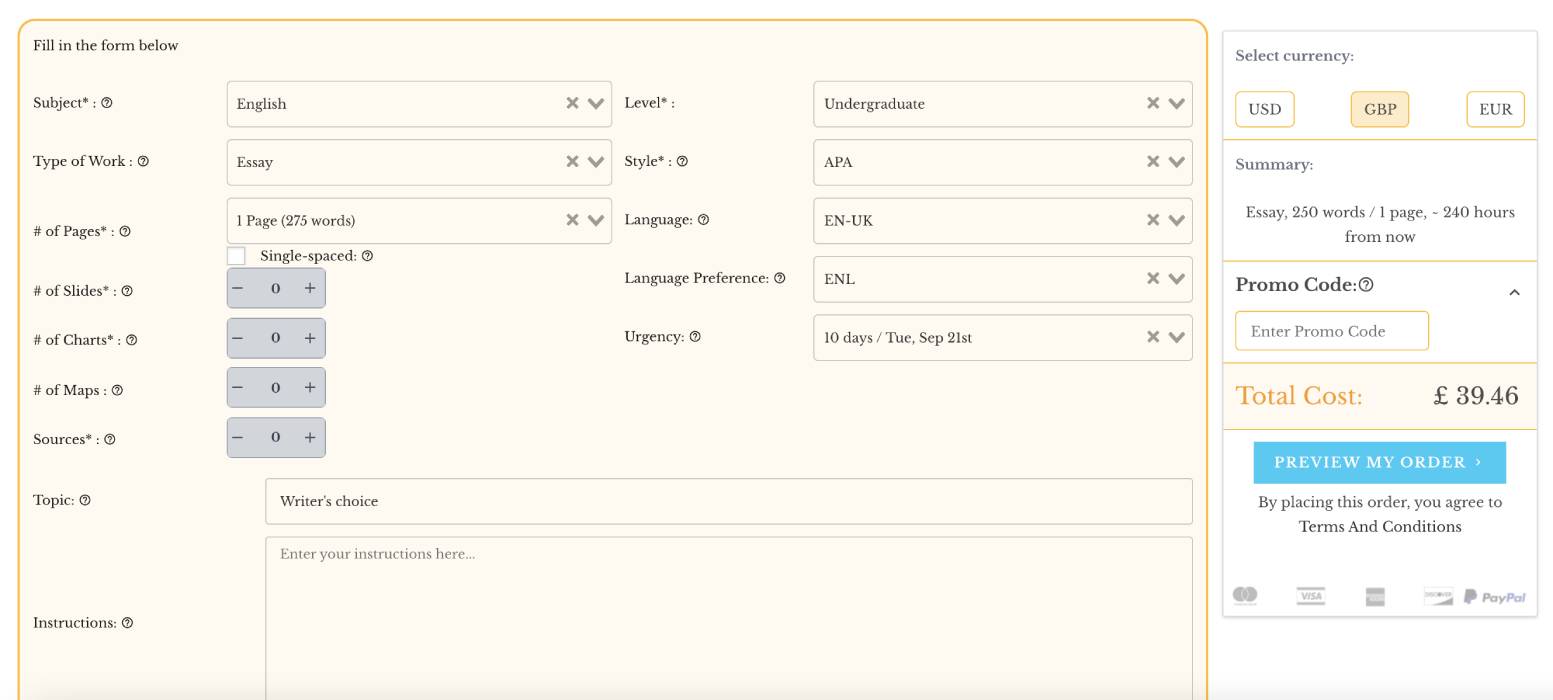 Fill in the form below
Subject* :
English
Level* :
Undergraduate
Type of Work :
Essay
Style* :
APA
# of Pages* :
1 Page (275 words)
Single-spaced:
Language:
EN-UK
# of Slides* :
0
Language Preference:
ENL
# of Charts* :
0
Urgency:
10 days / Tue, Sep 21st
# of Maps :
0
Sources* :
0
Topic:
Writer's choice
Instructions:
Enter your instructions here...
Select currency:
USD GBP EUR
Summary:
Essay, 250 words / 1 page, ~ 240 hours
from now
Promo Code:
Enter Promo Code
Total Cost: £ 39.46
PREVIEW MY ORDER ›
By placing this order, you agree to
Terms And Conditions
VISA DISCOVER PayPal